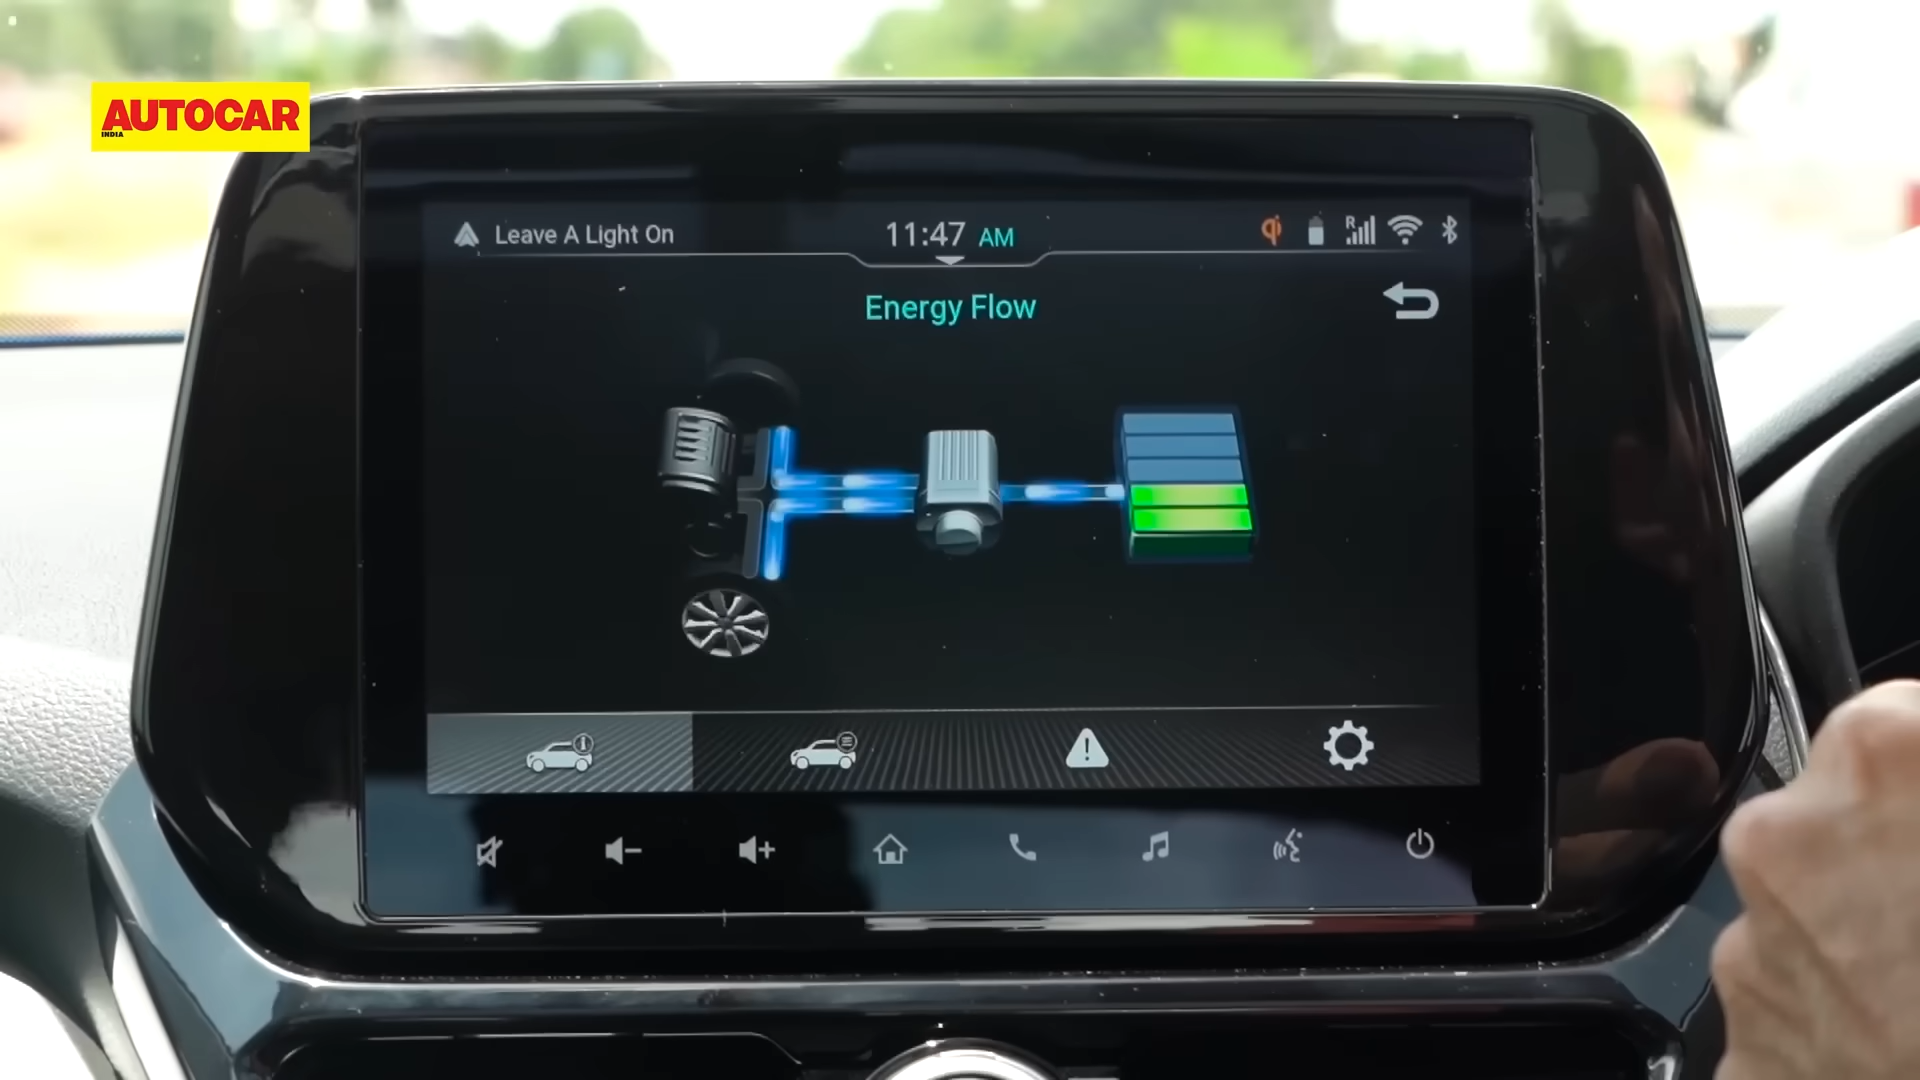 AUTOCAR
INDIA
Leave A Light On
11:47 AM
R
Energy Flow